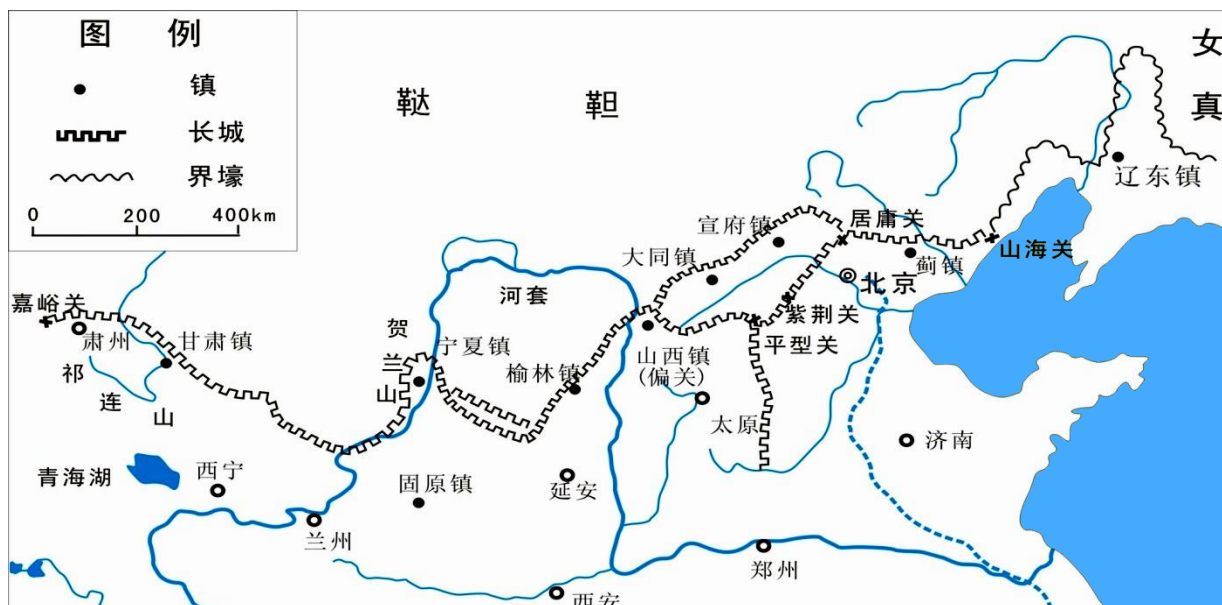 图 例
镇
长城
界壕
0 200 400km
鞑 靼
女
真
辽东镇
居庸关
宣府镇
山海关
大同镇
蓟镇
北京
河套
紫荆关
嘉峪关
肃州
甘肃镇
贺
兰
山
宁夏镇
平型关
山西镇
(偏关)
榆林镇
祁
连
山
太原
济南
青海湖
西宁
固原镇
延安
兰州
郑州
西安